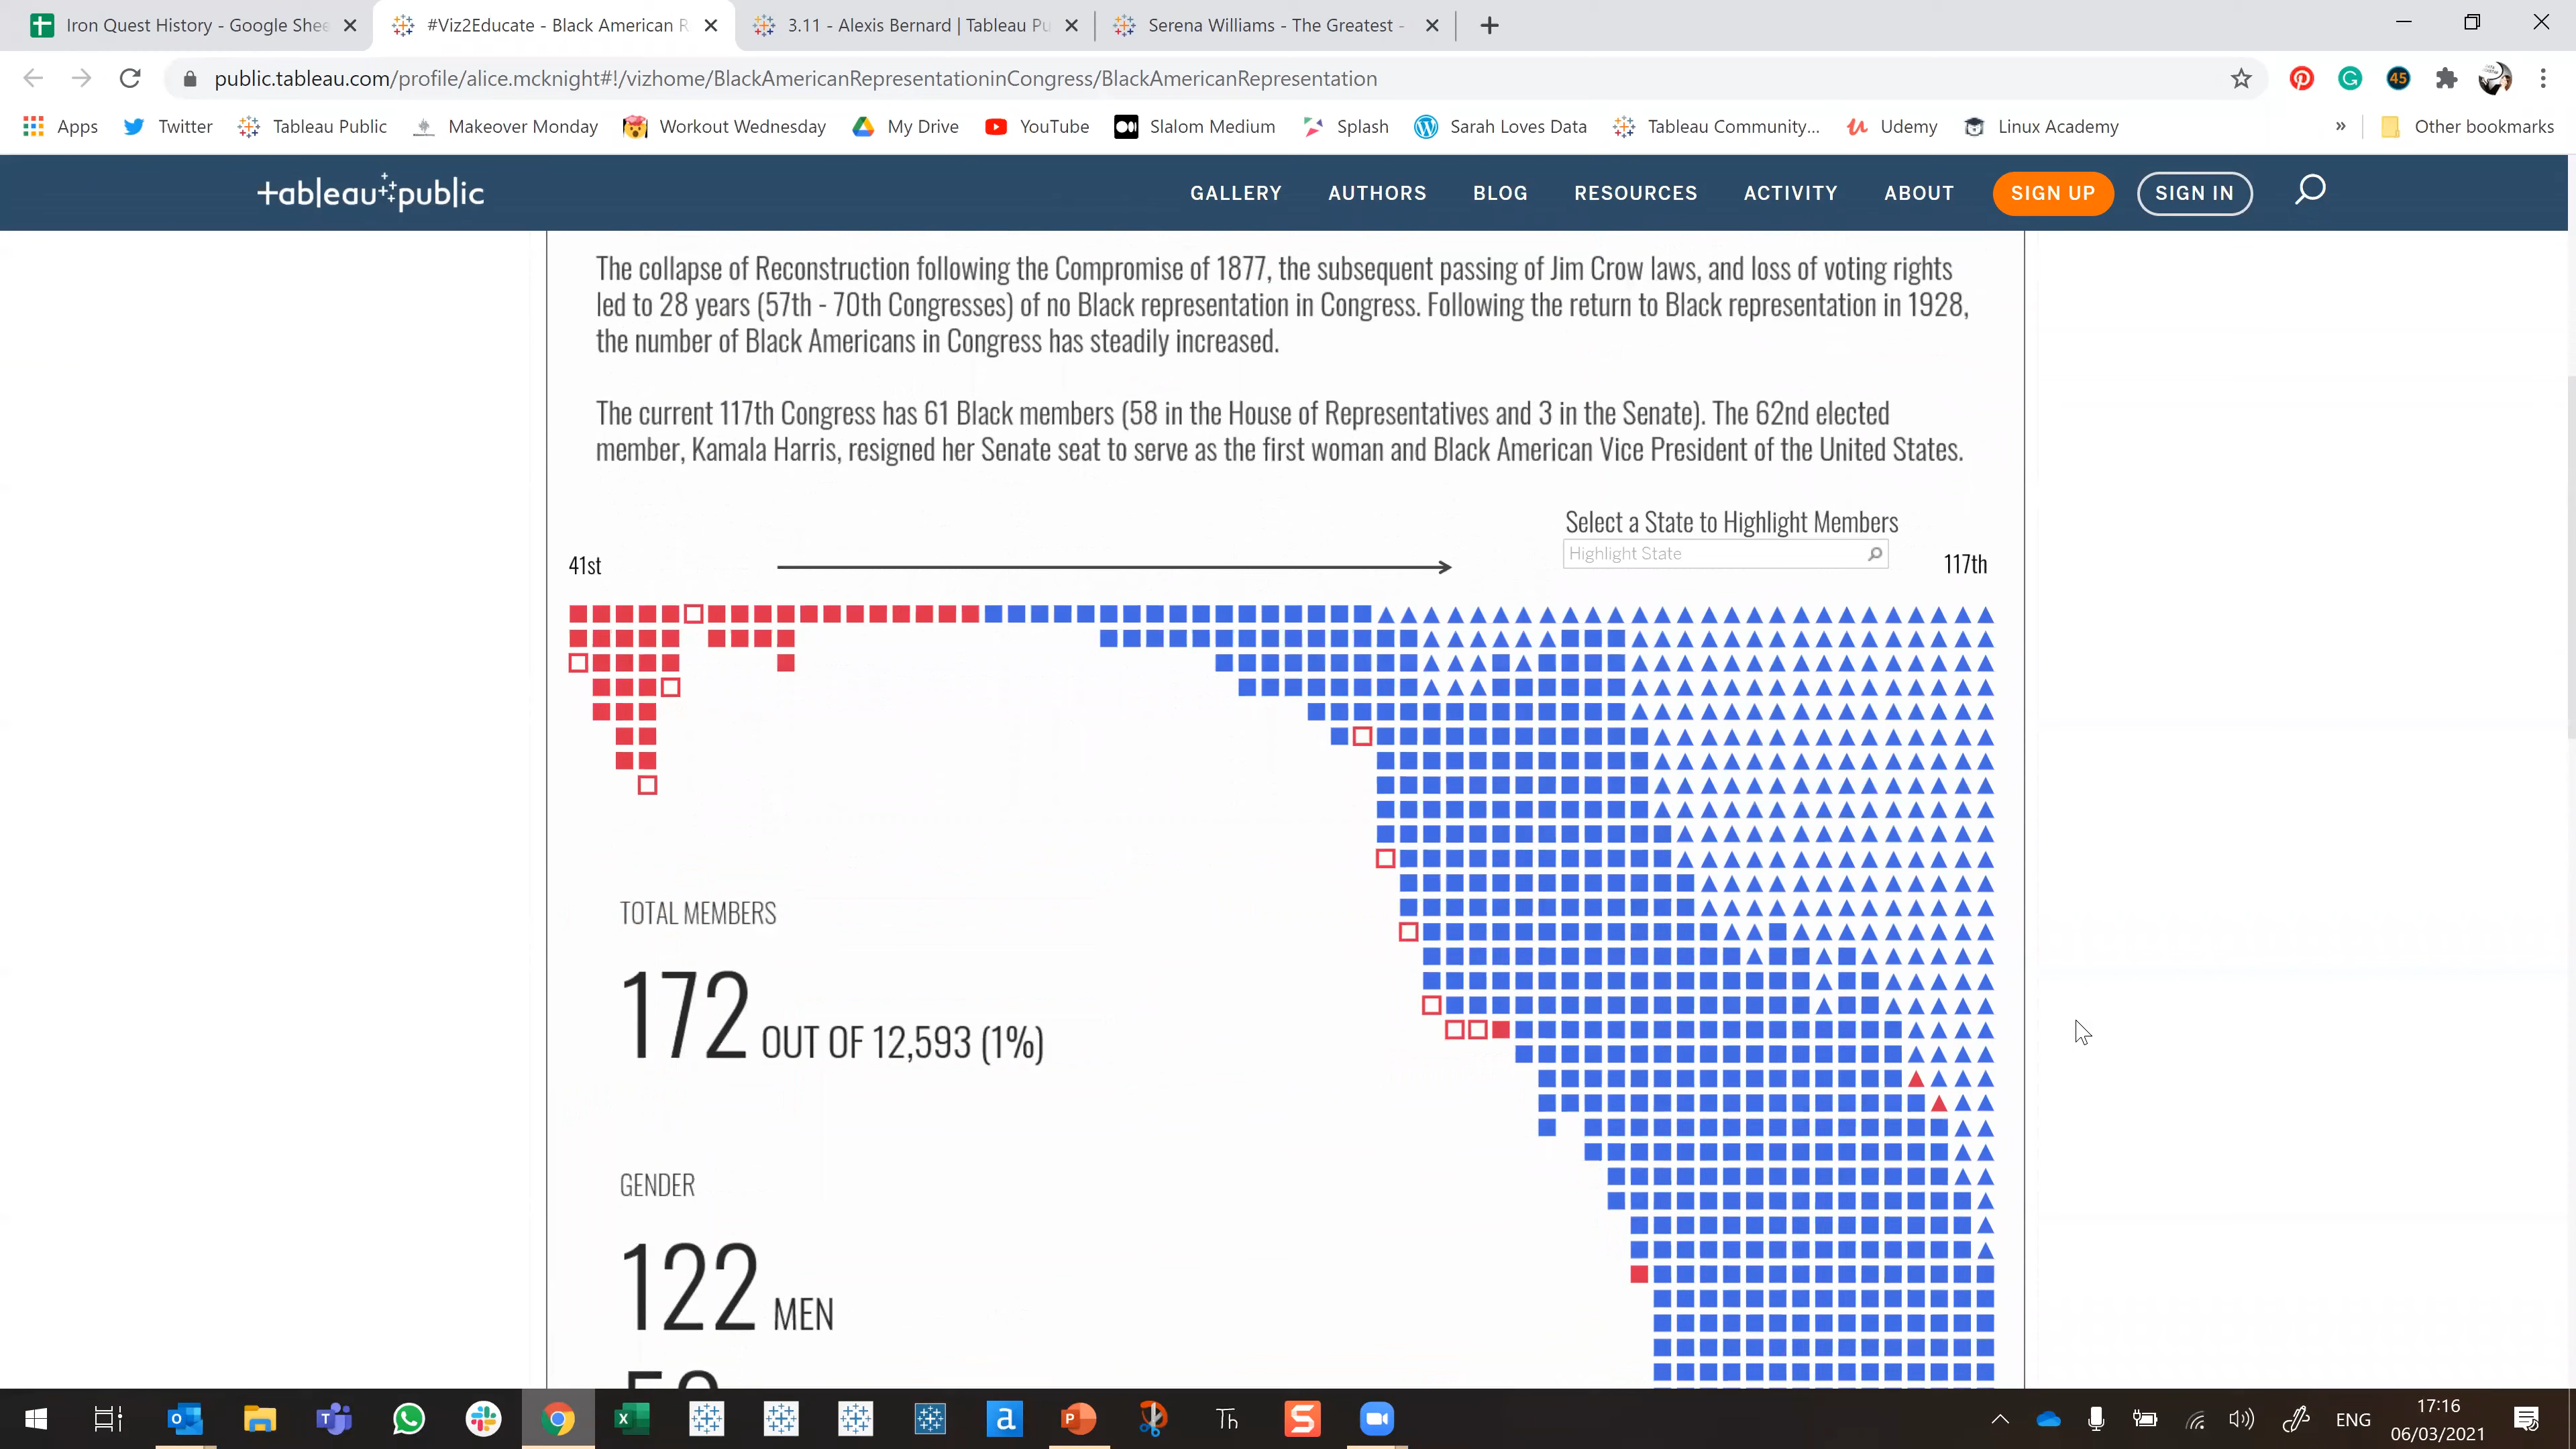 Iron Quest History - Google Shee
#Viz2Educate - Black American R
3.11 - Alexis Bernard | Tableau Pu
Serena Williams - The Greatest -
public.tableau.com/profile/alice.mcknight#!/vizhome/BlackAmericanRepresentationinCongress/BlackAmericanRepresentation
45
Apps
Twitter
Tableau Public
Makeover Monday
Workout Wednesday
My Drive
YouTube
Slalom Medium
Splash
Sarah Loves Data
Tableau Community...
Udemy
Linux Academy
»
Other bookmarks
+ableau public
GALLERY
AUTHORS
BLOG
RESOURCES
ACTIVITY
ABOUT
SIGN UP
SIGN IN
The collapse of Reconstruction following the Compromise of 1877, the subsequent passing of Jim Crow laws, and loss of voting rights
led to 28 years (57th - 70th Congresses) of no Black representation in Congress. Following the return to Black representation in 1928,
the number of Black Americans in Congress has steadily increased.
The current 117th Congress has 61 Black members (58 in the House of Representatives and 3 in the Senate). The 62nd elected
member, Kamala Harris, resigned her Senate seat to serve as the first woman and Black American Vice President of the United States.
Select a State to Highlight Members
Highlight State
41st
117th
TOTAL MEMBERS
172 OUT OF 12,593 (1%)
GENDER
122 MEN
Th
ENG
17:16
06/03/2021